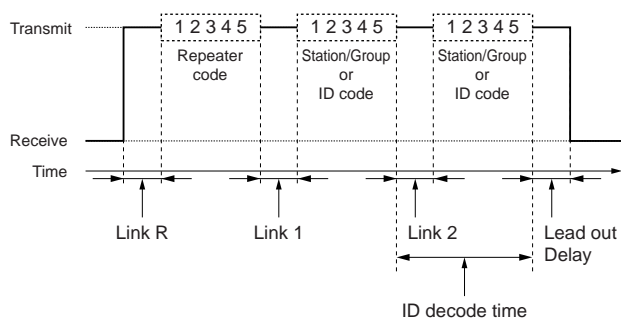 Transmit
1 2 3 4 5
1 2 3 4 5
1 2 3 4 5
Repeater
code
Station/Group
or
ID code
Station/Group
or
ID code
Receive
Time
Link R
Link 1
Link 2
Lead out
Delay
ID decode time